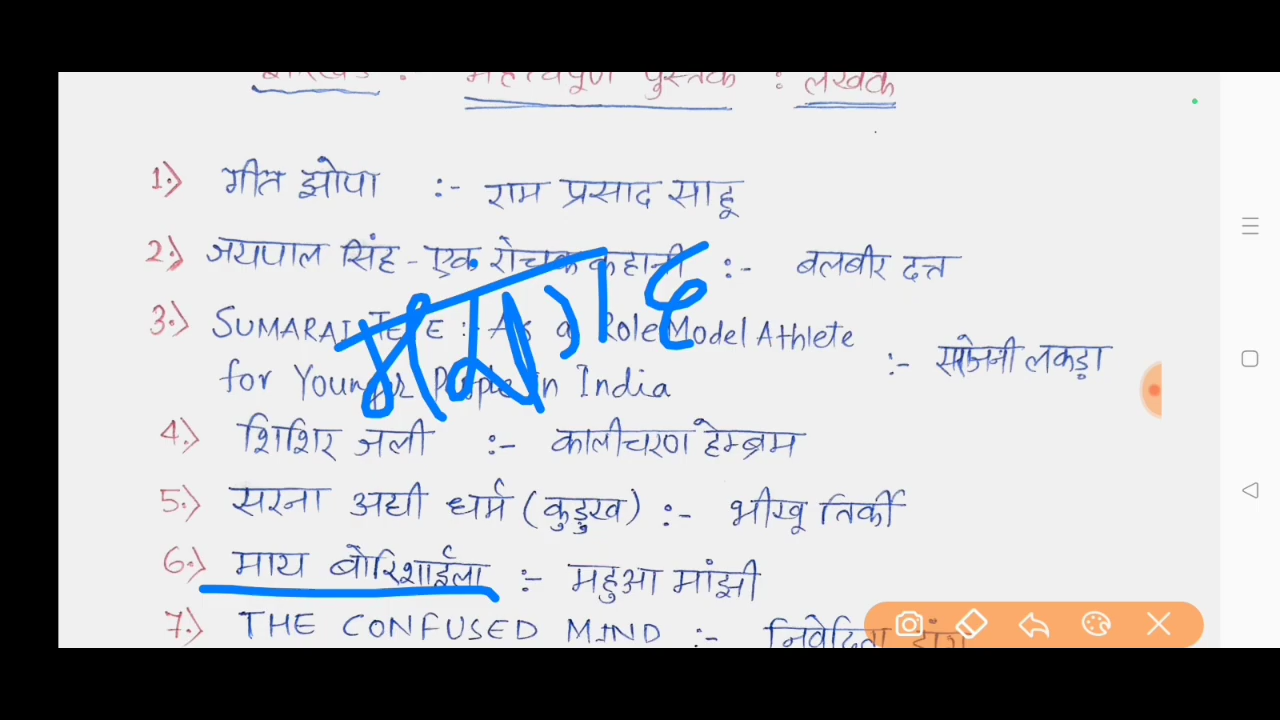 महत्वपूर्ण पुस्तक : लेखक
1.) गीत झोपा :- राम प्रसाद साहू
2.) जयपाल सिंह - एक रोचक कहानी :- बलबीर दत्त
3.) SUMARAI TETE :- As a Role Model Athlete
for Younger People in India :- सरोजनी लकड़ा
4.) शिशिर जली :- कालीचरण हेम्ब्रम
5.) सरना अद्यी धर्म (कुड़ुख) :- भीखू तिर्की
6.) माय बोरिशाईला :- महुआ मांझी
7.) THE CONFUSED MIND :- निवेदिता